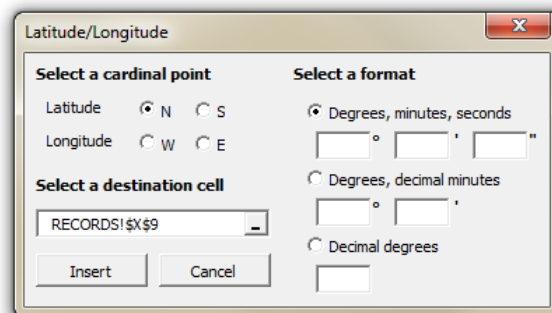 Latitude/Longitude
Select a cardinal point
Latitude N S
Longitude W E
Select a destination cell
RECORDS!$X$9
Insert Cancel
Select a format
Degrees, minutes, seconds
° ' "
Degrees, decimal minutes
° '
Decimal degrees